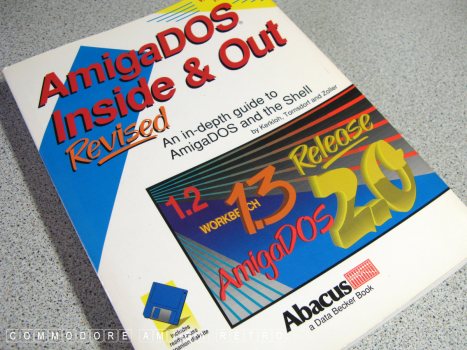 AmigaDOS
Inside & Out
Revised
An in-depth guide to
AmigaDOS and the Shell
by Kerkloh, Tornsdorf and Zoller
1.2
WORKBENCH
1.3
Release
AmigaDOS 2.0
Abacus
a Data Becker Book
Includes
COMMODORE AMIGA RETRO